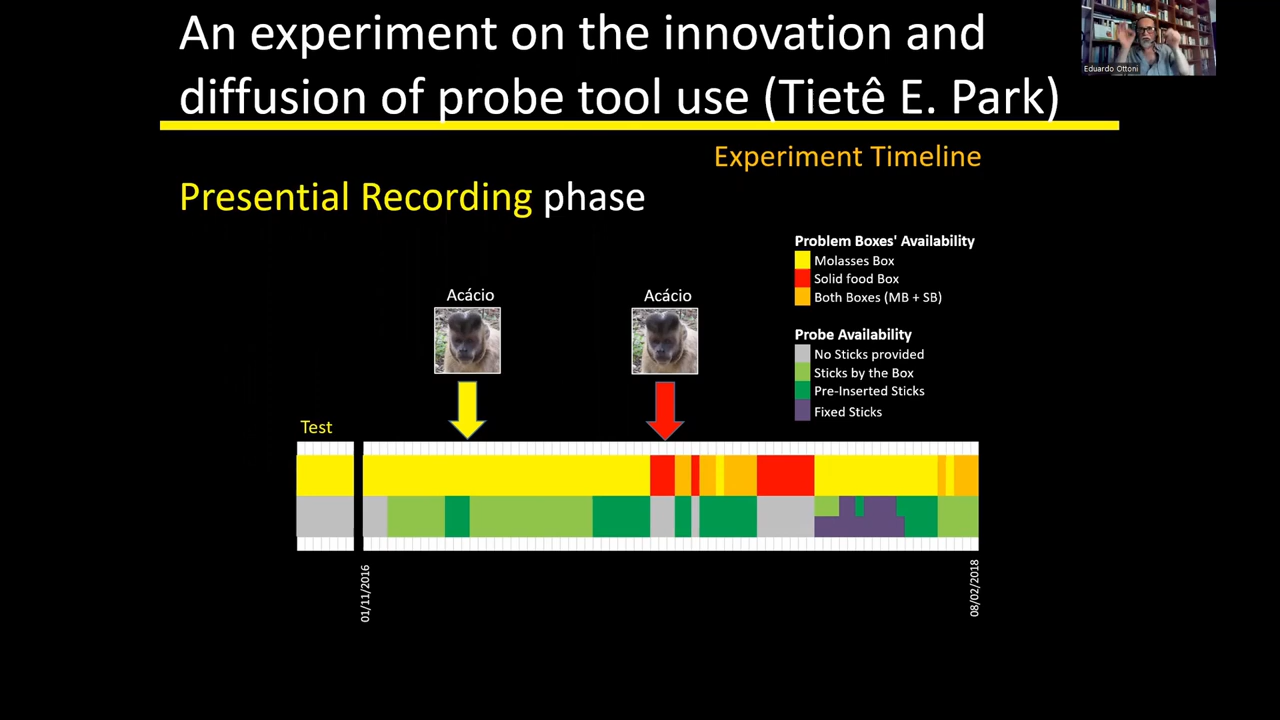 An experiment on the innovation and
diffusion of probe tool use (Tietê E. Park)
Eduardo Ottoni
Experiment Timeline
Presential Recording phase
Problem Boxes' Availability
Molasses Box
Solid food Box
Both Boxes (MB + SB)
Probe Availability
No Sticks provided
Sticks by the Box
Pre-Inserted Sticks
Fixed Sticks
Acácio
Acácio
Test
01/11/2016
08/02/2018